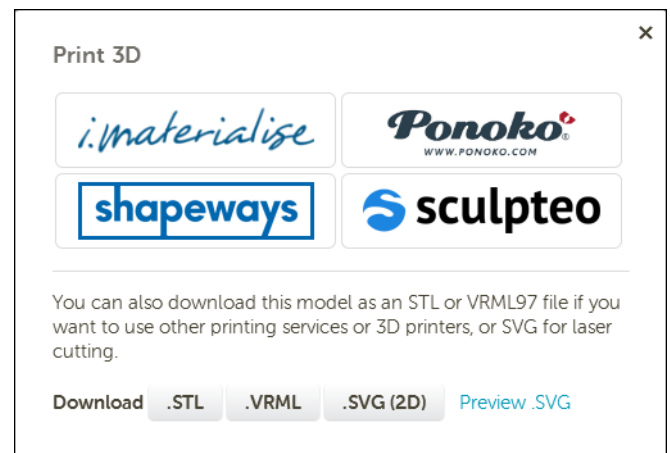 Print 3D
i.materialise
Ponoko®
WWW.PONOKO.COM
shapeways
sculpteo
You can also download this model as an STL or VRML97 file if you
want to use other printing services or 3D printers, or SVG for laser
cutting.
Download .STL .VRML .SVG (2D) Preview .SVG